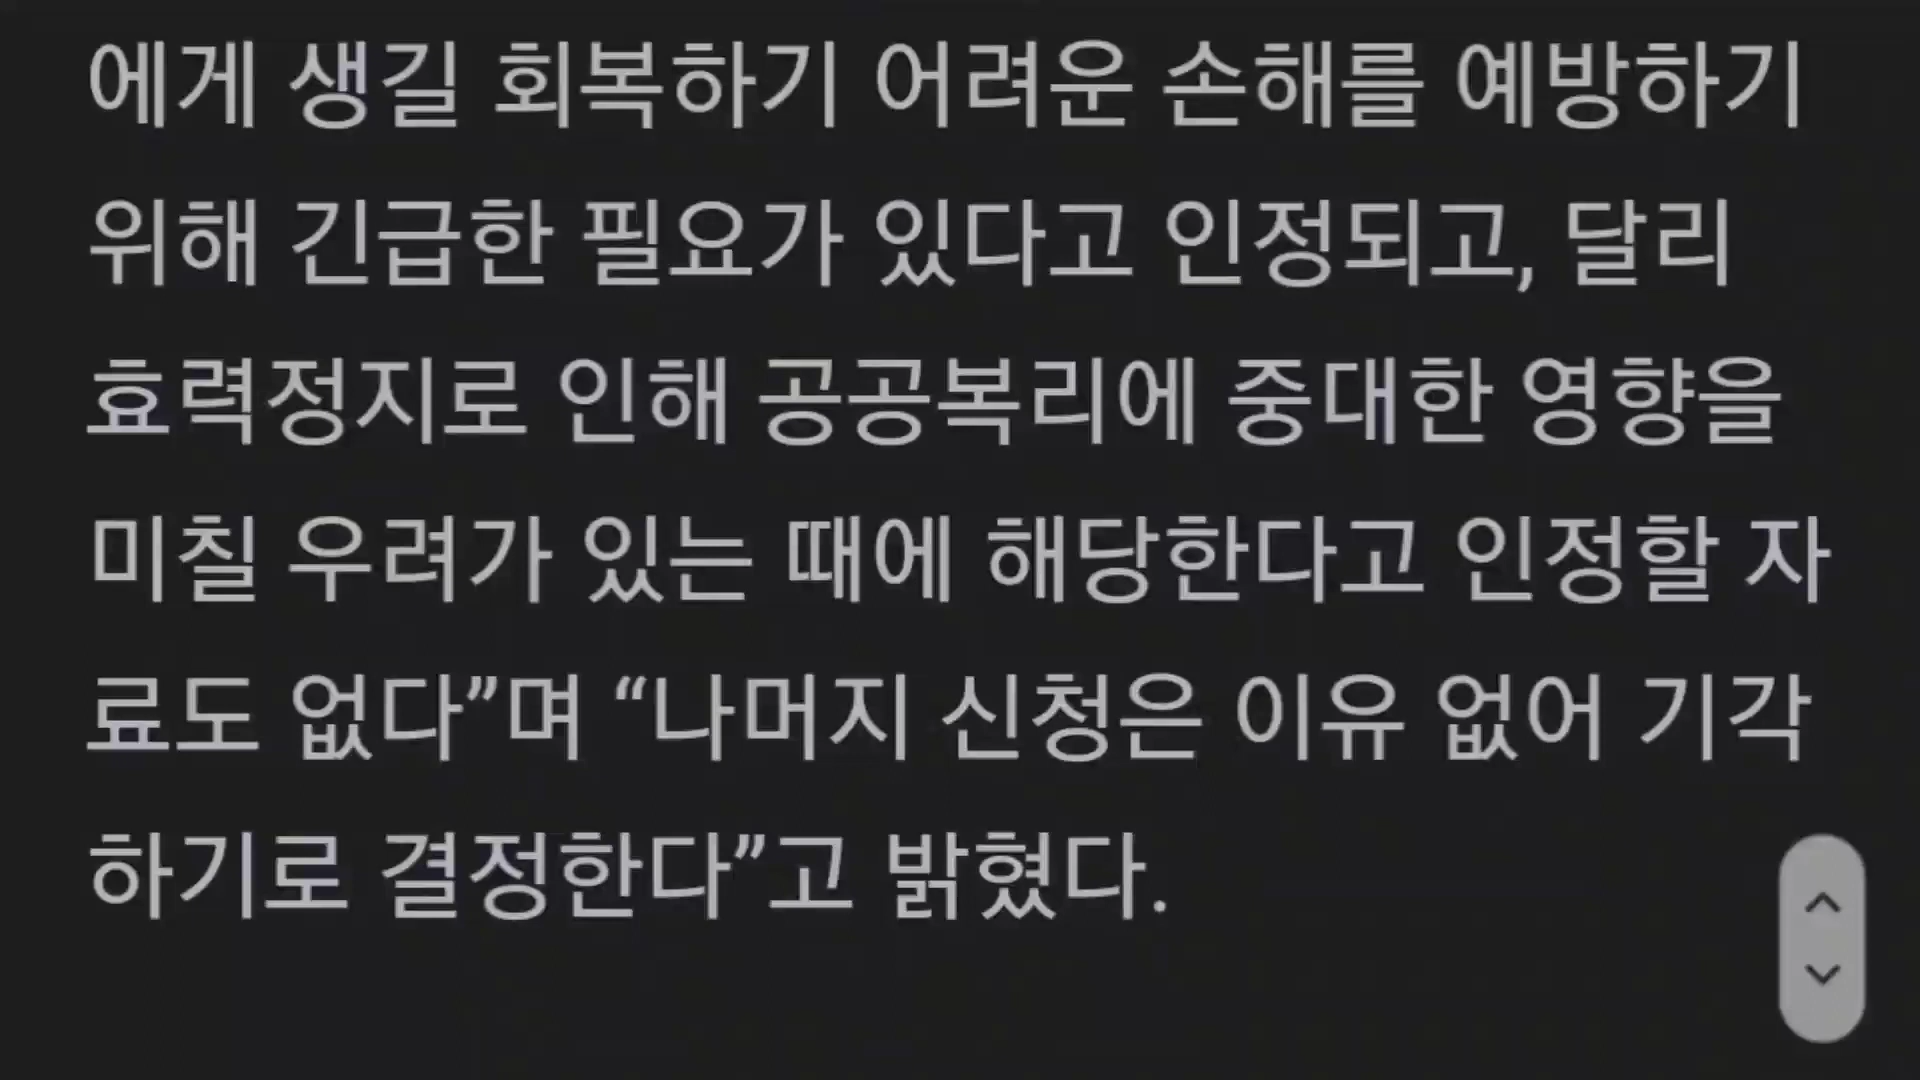 에게 생길 회복하기 어려운 손해를 예방하기
위해 긴급한 필요가 있다고 인정되고, 달리
효력정지로 인해 공공복리에 중대한 영향을
미칠 우려가 있는 때에 해당한다고 인정할 자
료도 없다”며 “나머지 신청은 이유 없어 기각
하기로 결정한다”고 밝혔다.